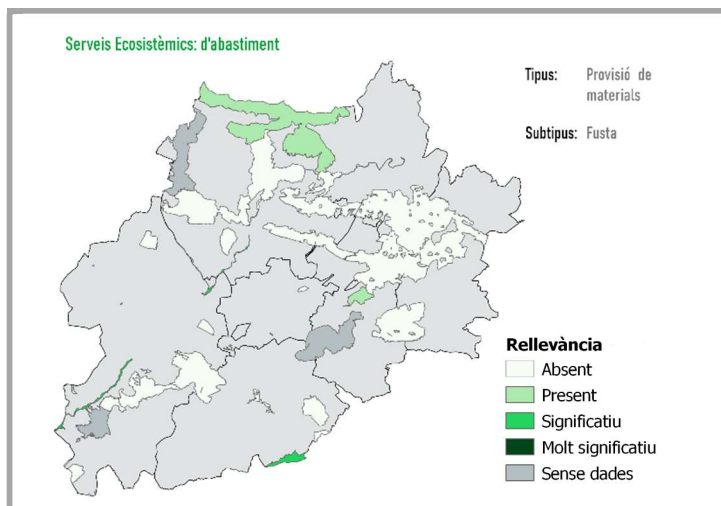 Serveis Ecosistèmics: d'abastiment
Tipus: Provisió de
materials
Subtipus: Fusta
Rellevància
Absent
Present
Significatiu
Molt significatiu
Sense dades